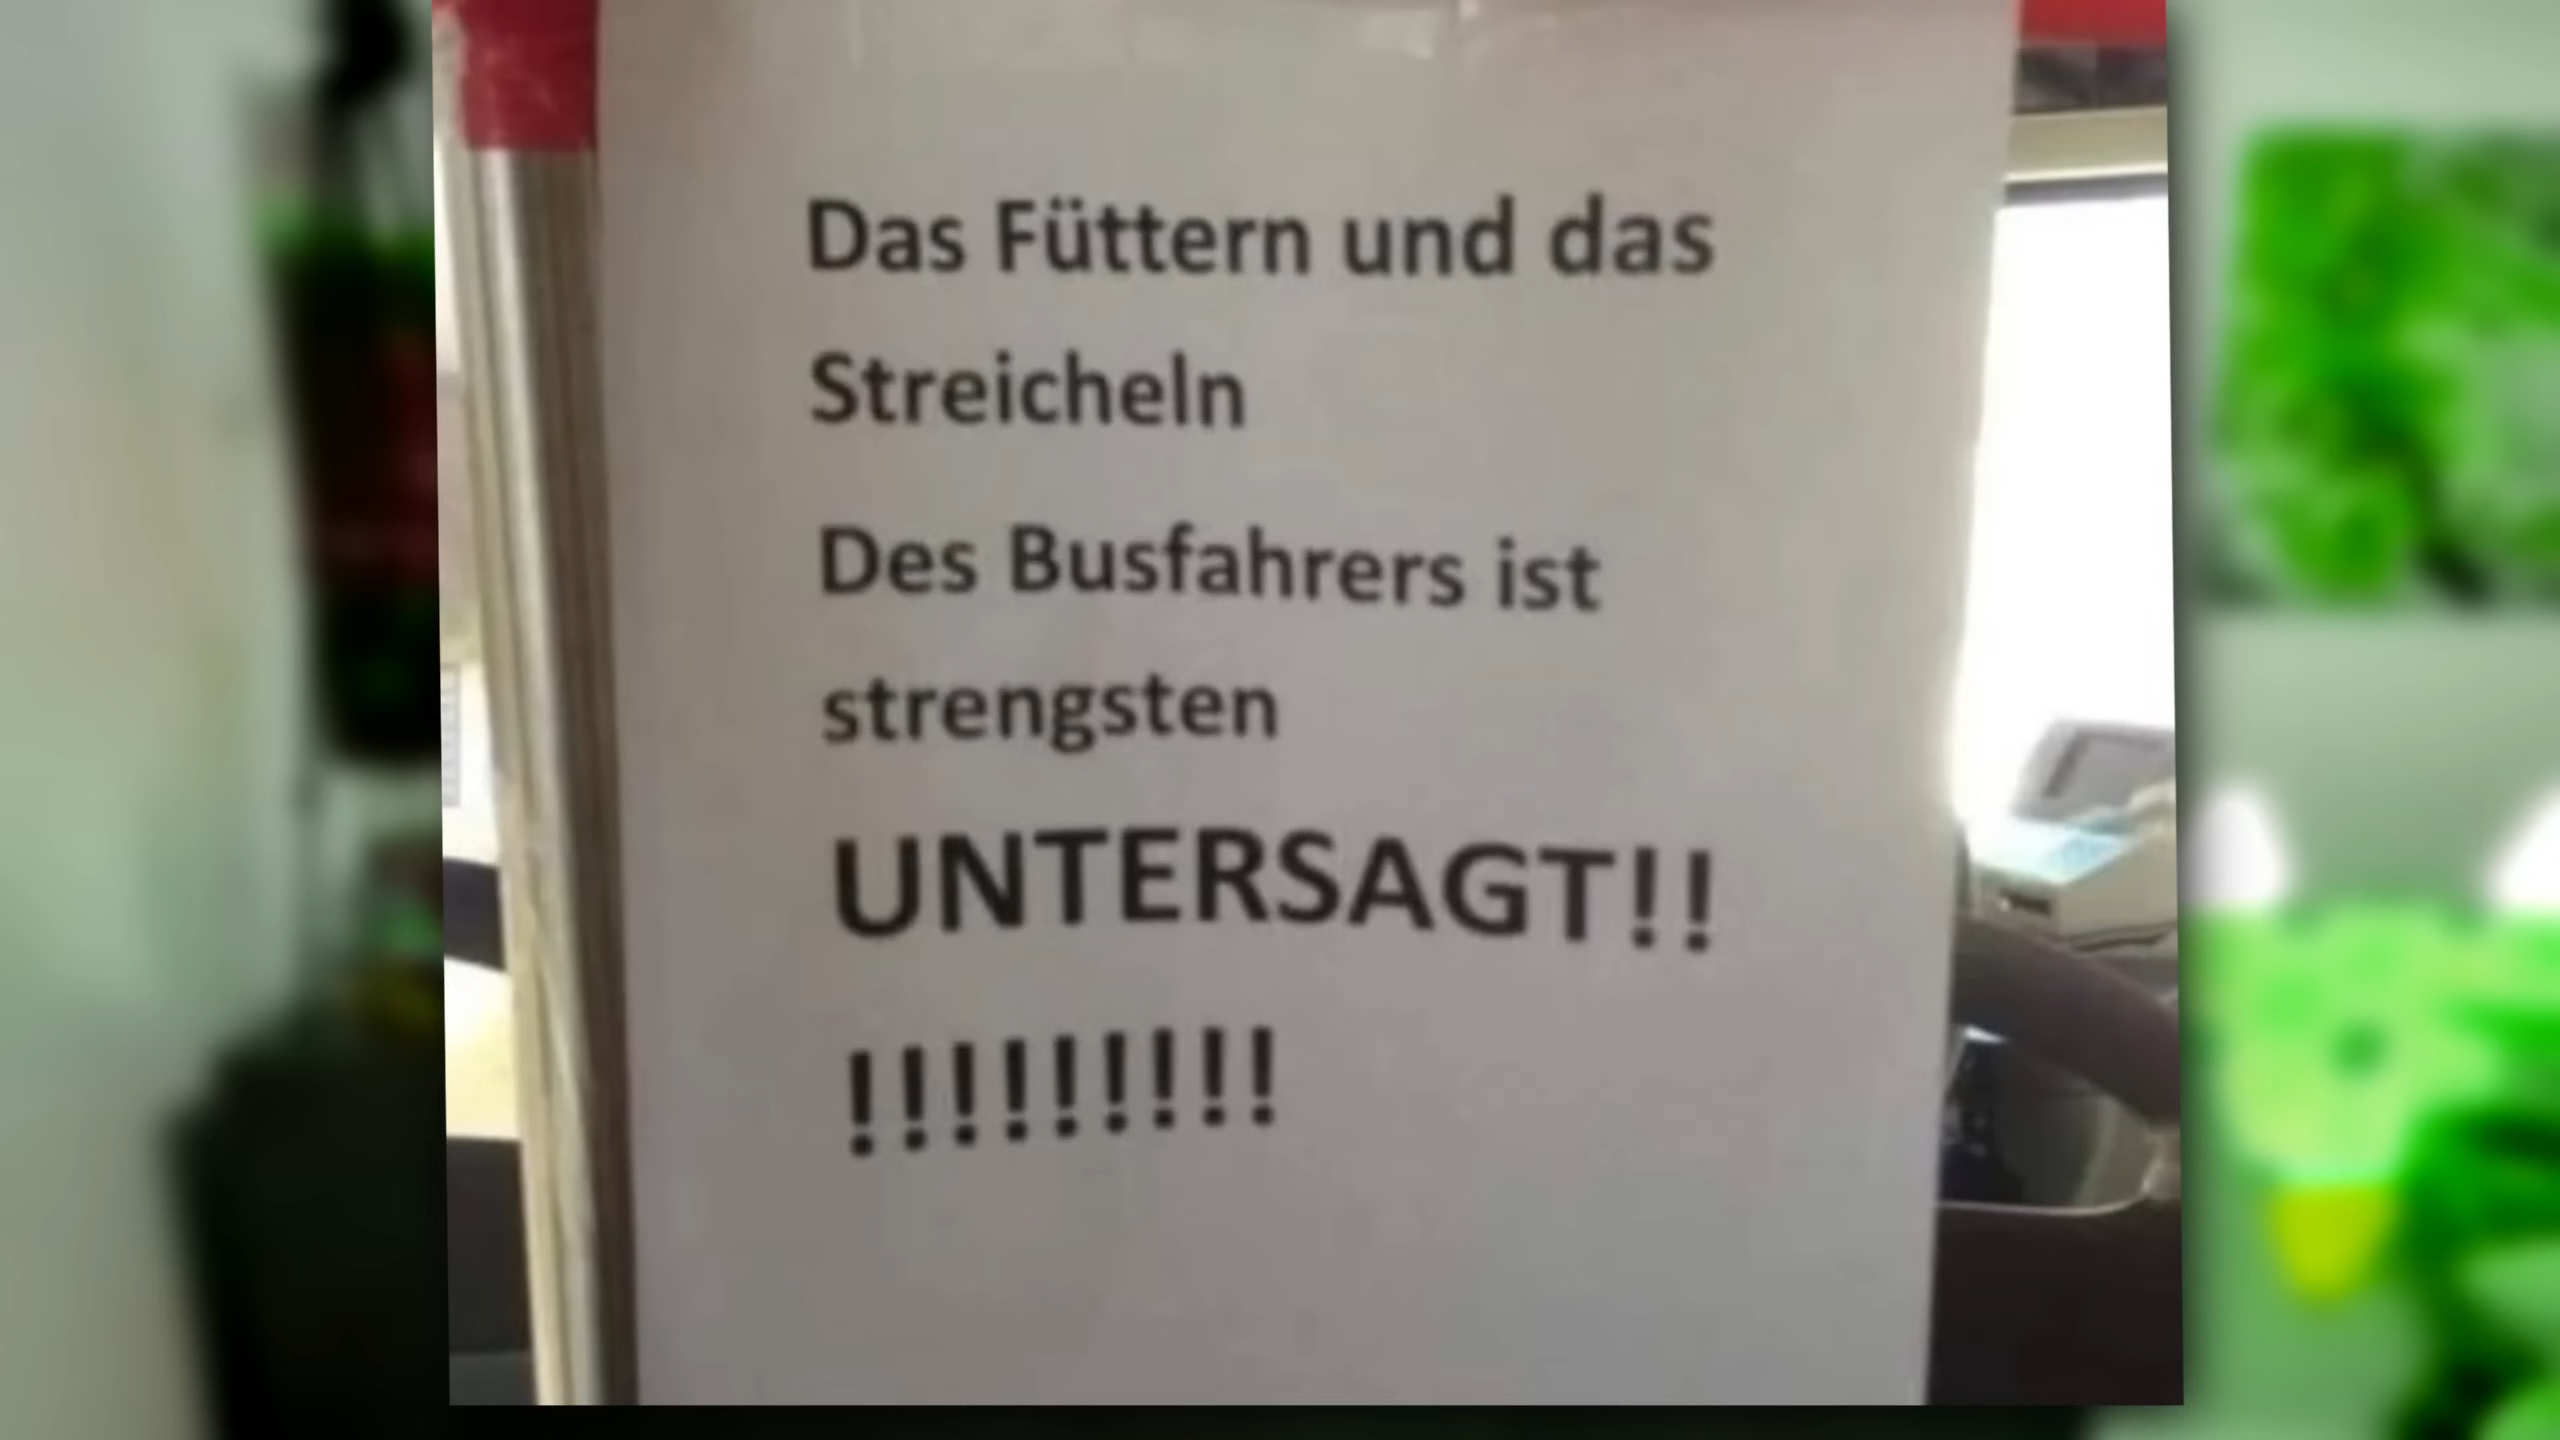 Das Füttern und das
Streicheln
Des Busfahrers ist
strengsten
UNTERSAGT!!
!!!!!!!!!